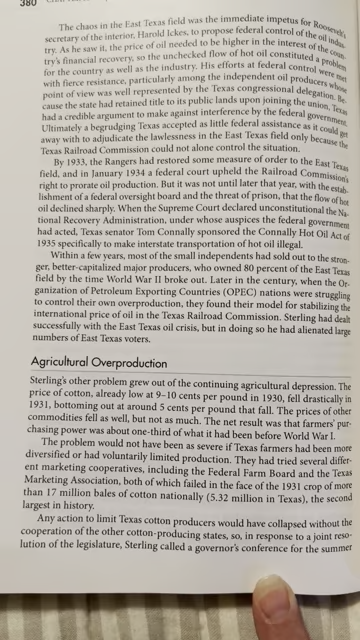 380
The chaos in the East Texas field was the immediate impetus for Roosevelt's
secretary of the interior, Harold Ickes, to propose federal control of the oil indus-
try. As he saw it, the price of oil needed to be higher in the interest of the coun-
try's financial recovery, so the unchecked flow of hot oil constituted a problem
for the country as well as the industry. His efforts at federal control were met
with fierce resistance, particularly among the independent oil producers whose
point of view was well represented by the Texas congressional delegation. Be-
cause the state had retained title to its public lands upon joining the union, Texas
had a credible argument to make against interference by the federal government.
Ultimately a begrudging Texas accepted as little federal assistance as it could get
away with to adjudicate the lawlessness in the East Texas field only because the
Texas Railroad Commission could not alone control the situation.
By 1933, the Rangers had restored some measure of order to the East Texas
field, and in January 1934 a federal court upheld the Railroad Commission's
right to prorate oil production. But it was not until later that year, with the estab-
lishment of a federal oversight board and the threat of prison, that the flow of hot
oil declined sharply. When the Supreme Court declared unconstitutional the Na-
tional Recovery Administration, under whose auspices the federal government
had acted, Texas senator Tom Connally sponsored the Connally Hot Oil Act of
1935 specifically to make interstate transportation of hot oil illegal.
Within a few years, most of the small independents had sold out to the stron-
ger, better-capitalized major producers, who owned 80 percent of the East Texas
field by the time World War II broke out. Later in the century, when the Or-
ganization of Petroleum Exporting Countries (OPEC) nations were struggling
to control their own overproduction, they found their model for stabilizing the
international price of oil in the Texas Railroad Commission. Sterling had dealt
successfully with the East Texas oil crisis, but in doing so he had alienated large
numbers of East Texas voters.
Agricultural Overproduction
Sterling's other problem grew out of the continuing agricultural depression. The
price of cotton, already low at 9–10 cents per pound in 1930, fell drastically in
1931, bottoming out at around 5 cents per pound that fall. The prices of other
commodities fell as well, but not as much. The net result was that farmers' pur-
chasing power was about one-third of what it had been before World War I.
The problem would not have been as severe if Texas farmers had been more
diversified or had voluntarily limited production. They had tried several differ-
ent marketing cooperatives, including the Federal Farm Board and the Texas
Marketing Association, both of which failed in the face of the 1931 crop of more
than 17 million bales of cotton nationally (5.32 million in Texas), the second
largest in history.
Any action to limit Texas cotton producers would have collapsed without the
cooperation of the other cotton-producing states, so, in response to a joint reso-
lution of the legislature, Sterling called a governor's conference for the summer